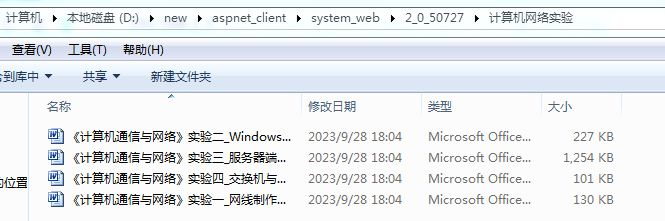 计算机 本地磁盘 (D:) new aspnet_client system_web 2_0_50727 计算机网络实验
查看(V) 工具(T) 帮助(H)
含到库中 共享 新建文件夹
名称 修改日期 类型 大小
《计算机通信与网络》实验二_Windows... 2023/9/28 18:04 Microsoft Office... 227 KB
《计算机通信与网络》实验三_服务器端... 2023/9/28 18:04 Microsoft Office... 1,254 KB
《计算机通信与网络》实验四_交换机与... 2023/9/28 18:04 Microsoft Office... 101 KB
的位置
《计算机通信与网络》实验一_网线制作... 2023/9/28 18:04 Microsoft Office... 130 KB